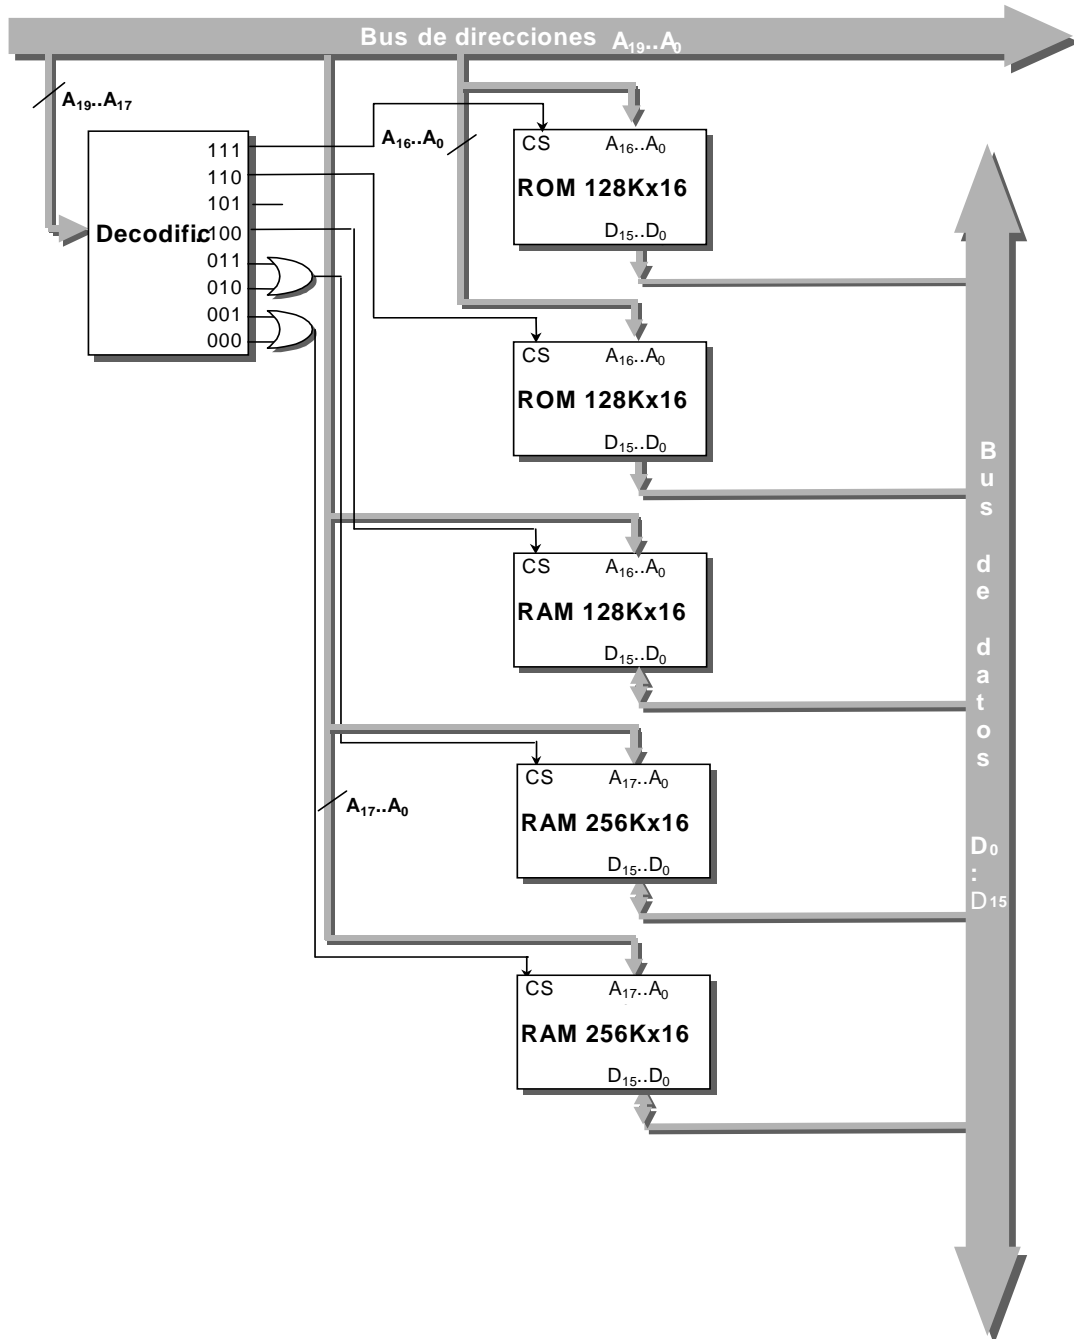 Bus de direcciones A19..A0
A19..A17
A16..A0
Decodific.
111
110
101
100
011
010
001
000
CS A16..A0
ROM 128Kx16
D15..D0
CS A16..A0
ROM 128Kx16
D15..D0
CS A16..A0
RAM 128Kx16
D15..D0
A17..A0
CS A17..A0
RAM 256Kx16
D15..D0
CS A17..A0
RAM 256Kx16
D15..D0
Bus de datos
D0
:
D15